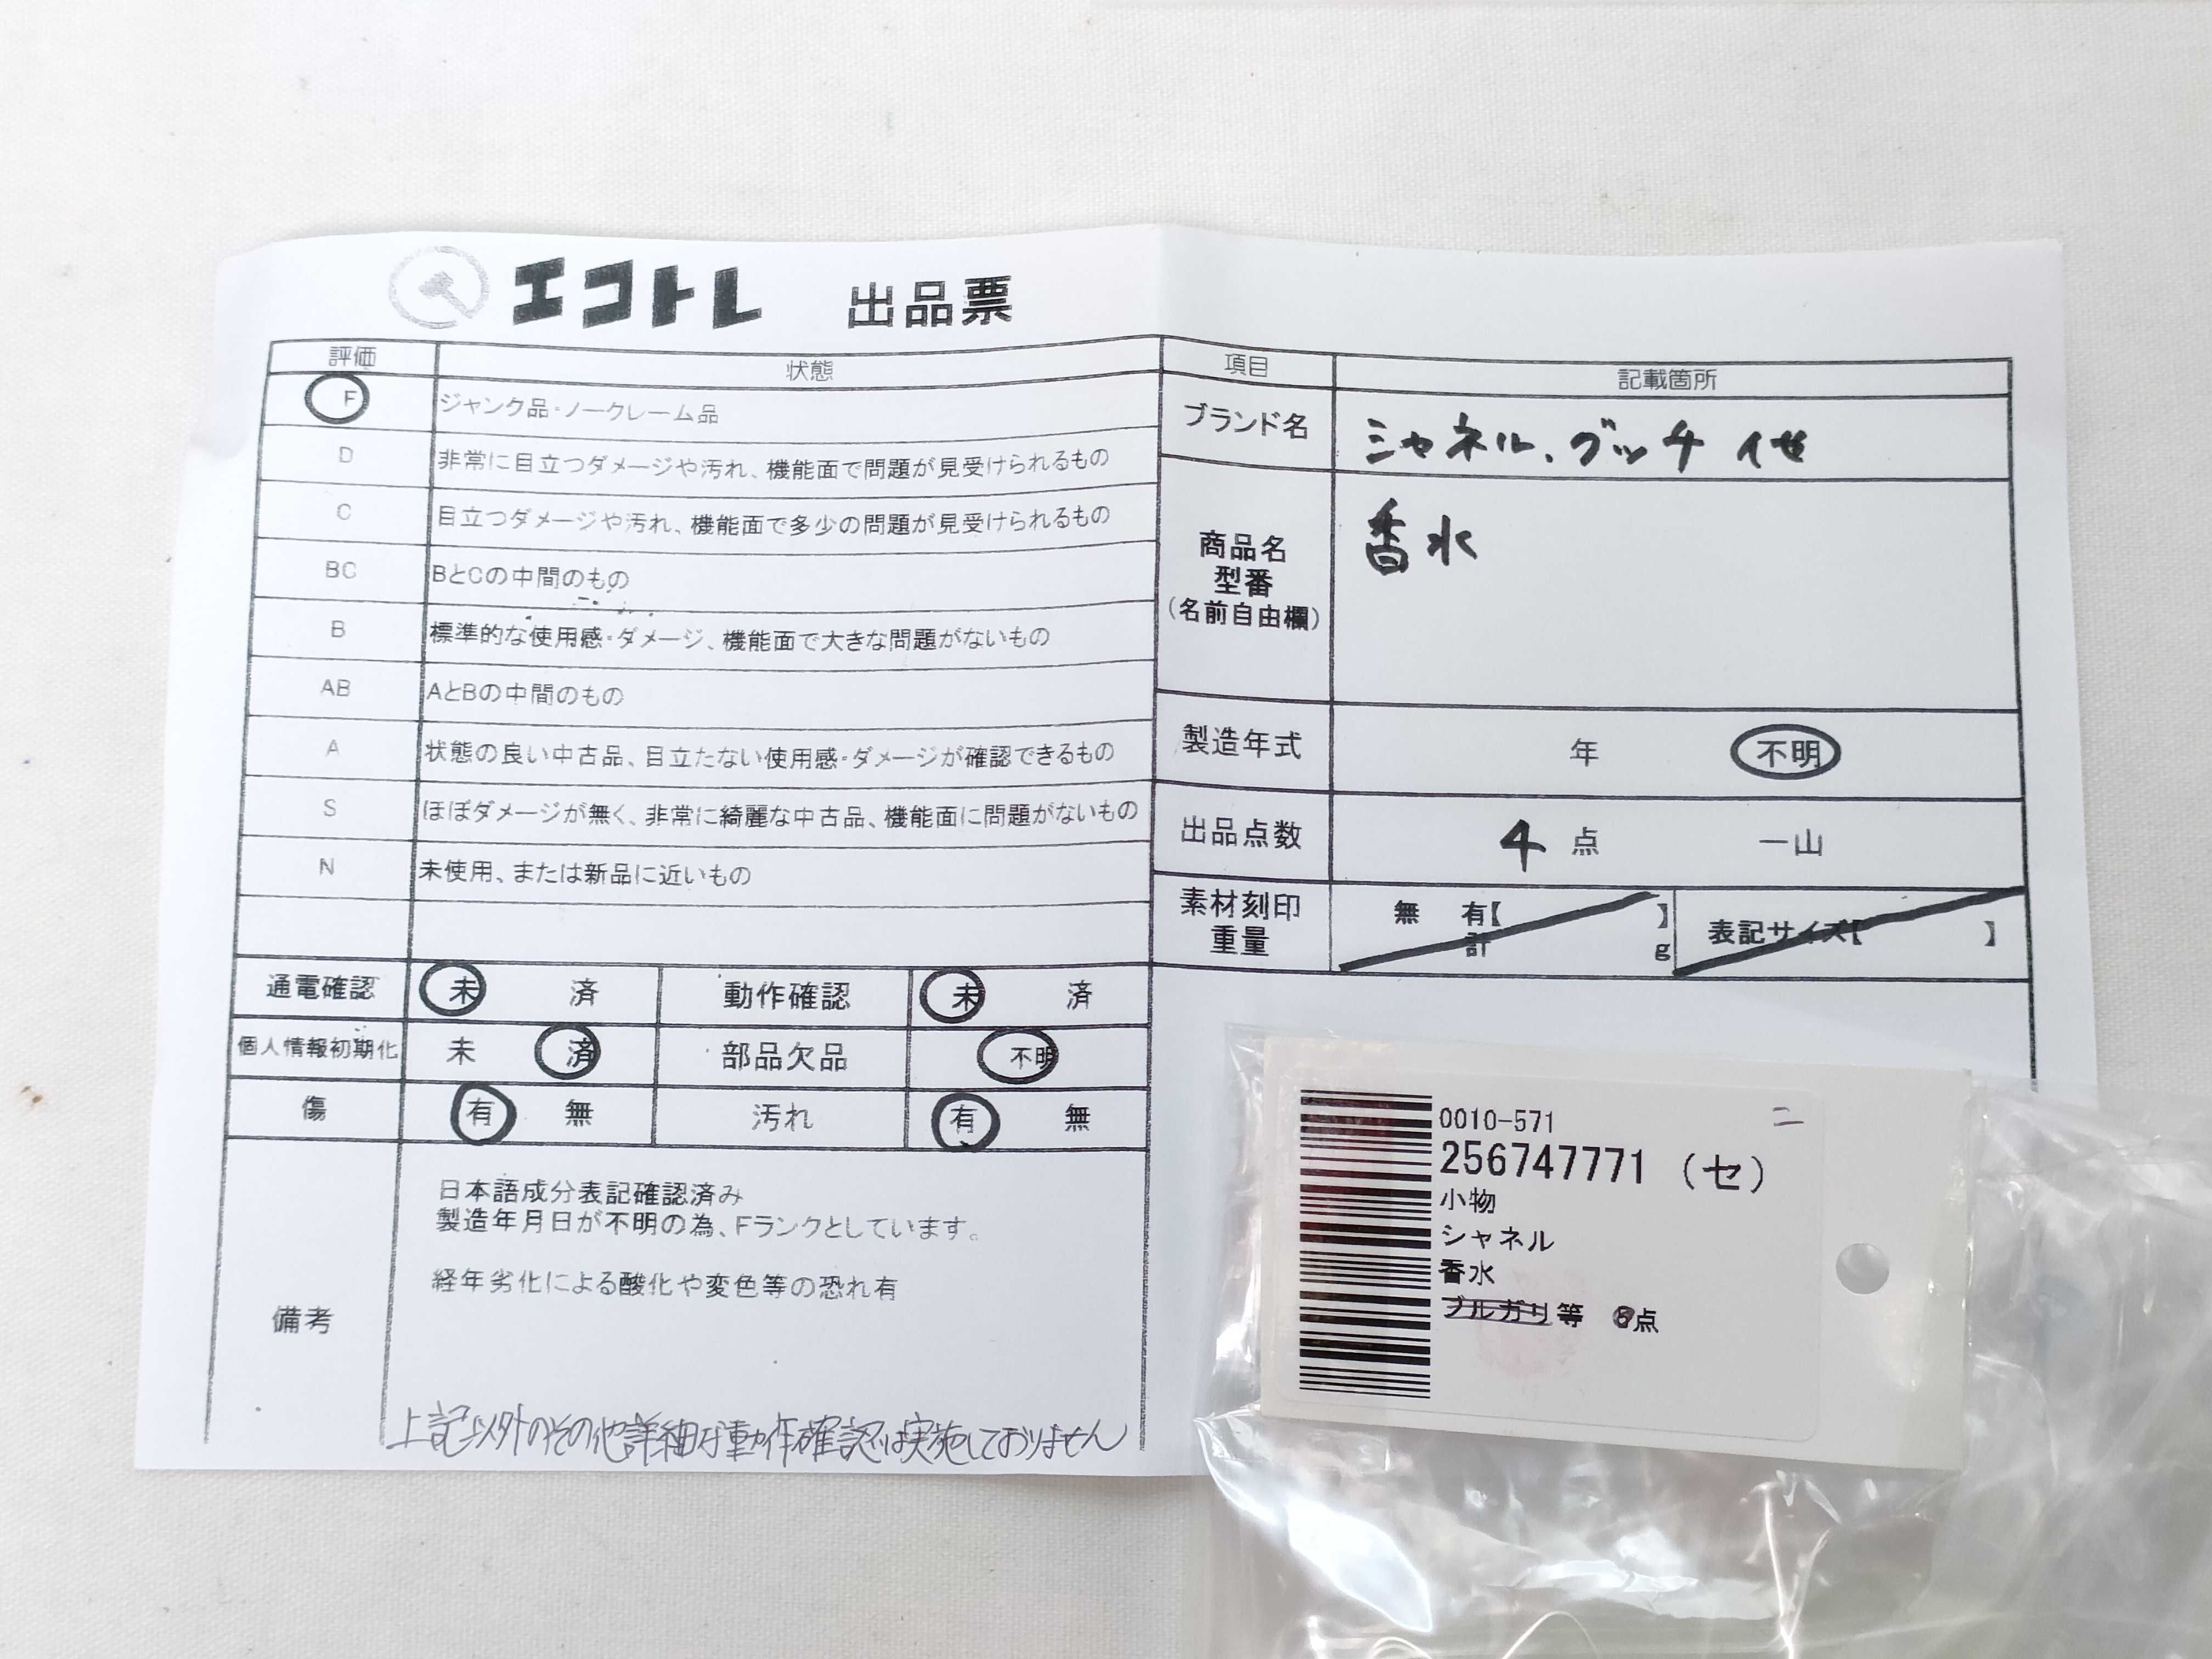 エコトレ 出品票
評価 状態
F ジャンク品・ノークレーム品
D 非常に目立つダメージや汚れ、機能面で問題が見受けられるもの
C 目立つダメージや汚れ、機能面で多少の問題が見受けられるもの
BC BとCの中間のもの
B 標準的な使用感・ダメージ、機能面で大きな問題がないもの
AB AとBの中間のもの
A 状態の良い中古品、目立たない使用感・ダメージが確認できるもの
S ほぼダメージが無く、非常に綺麗な中古品、機能面に問題がないもの
N 未使用、または新品に近いもの
通電確認 未 済 動作確認 未 済
個人情報初期化 未 済 部品欠品 不明
傷 有 無 汚れ 有 無
備考
日本語成分表記確認済み
製造年月日が不明の為、Fランクとしています。
経年劣化による酸化や変色等の恐れ有
上記以外のその他詳細な動作確認は実施しておりません
項目 記載箇所
ブランド名 シャネル、グッチ 他
商品名
型番
(名前自由欄)
香水
製造年式 年 不明
出品点数 4 点 一山
素材刻印
重量
無 有【 】
計 g
表記サイズ【 】
0010-571 ニ
256747771 (セ)
小物
シャネル
香水
ブルガリ等 点